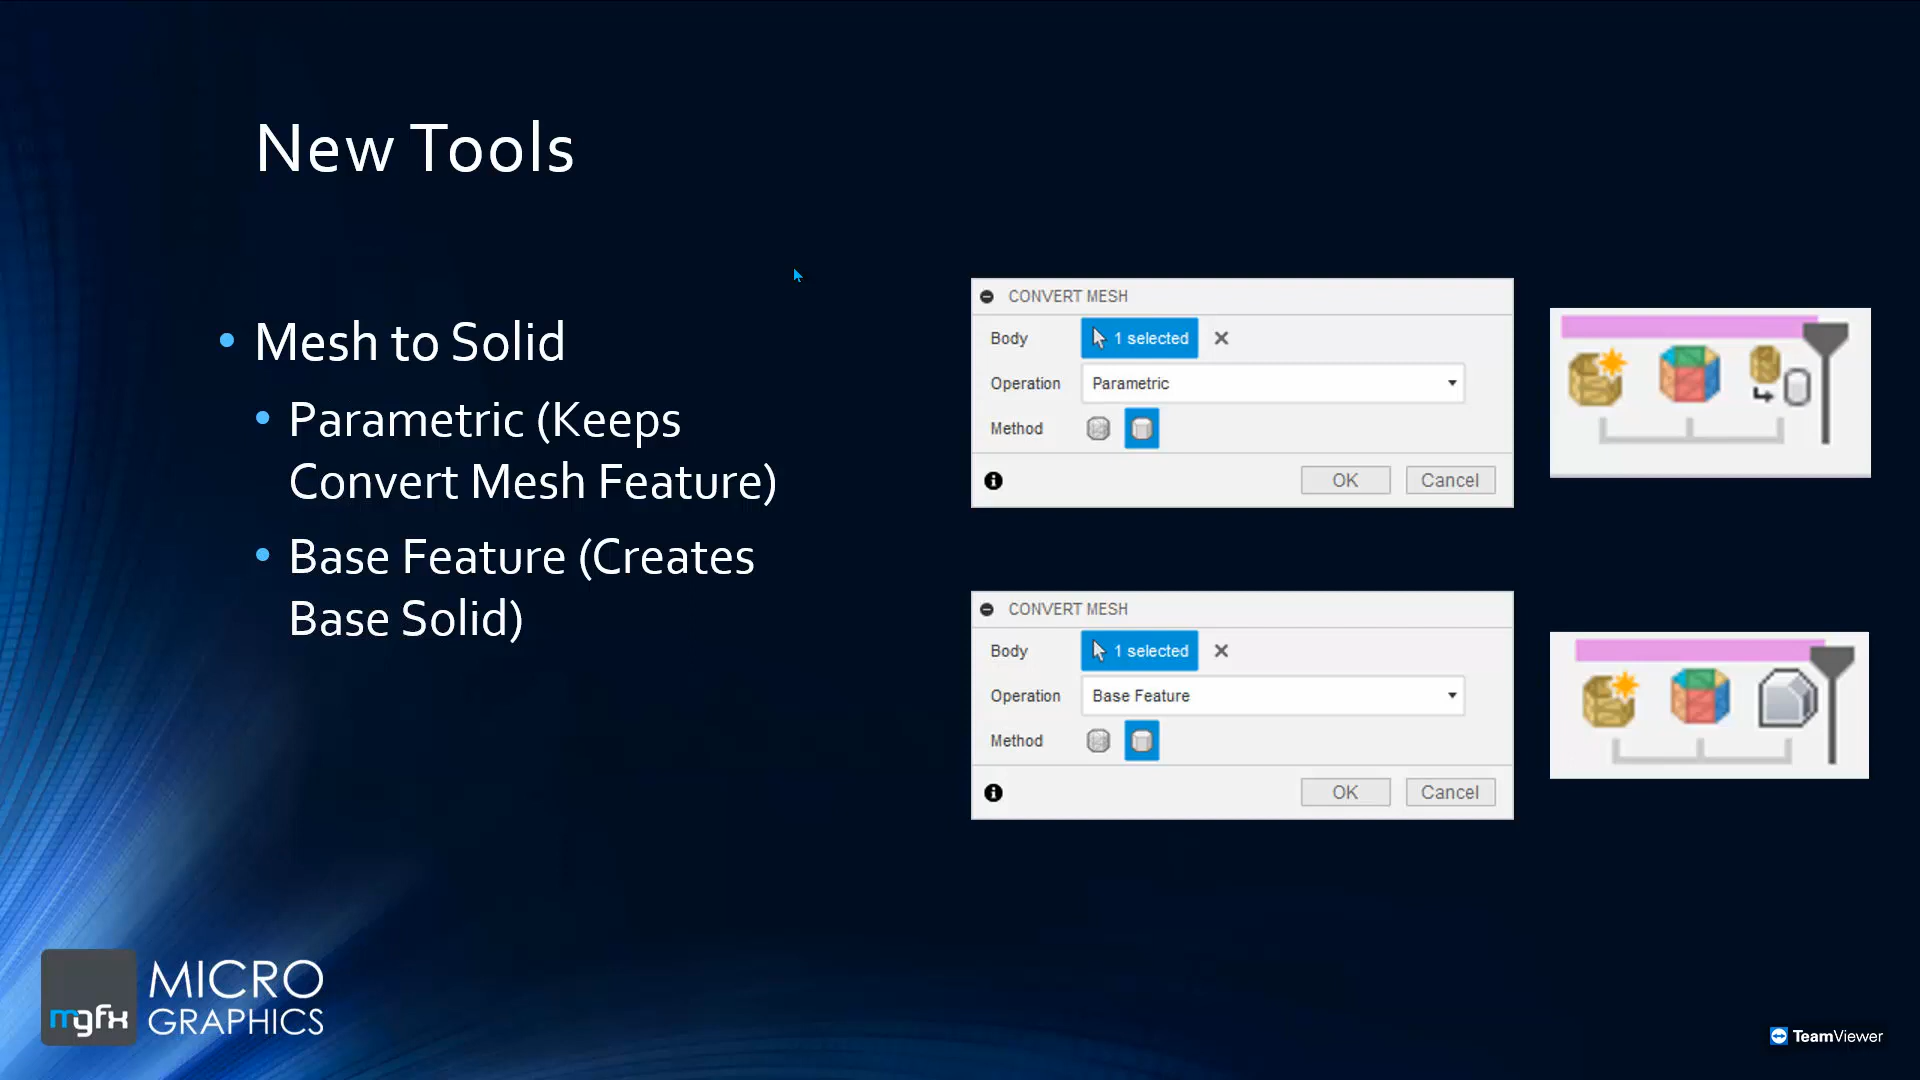 New Tools
• Mesh to Solid
• Parametric (Keeps
Convert Mesh Feature)
• Base Feature (Creates
Base Solid)
CONVERT MESH
Body 1 selected
Operation Parametric
Method
OK Cancel
CONVERT MESH
Body 1 selected
Operation Base Feature
Method
OK Cancel
mgfx
MICRO
GRAPHICS
TeamViewer